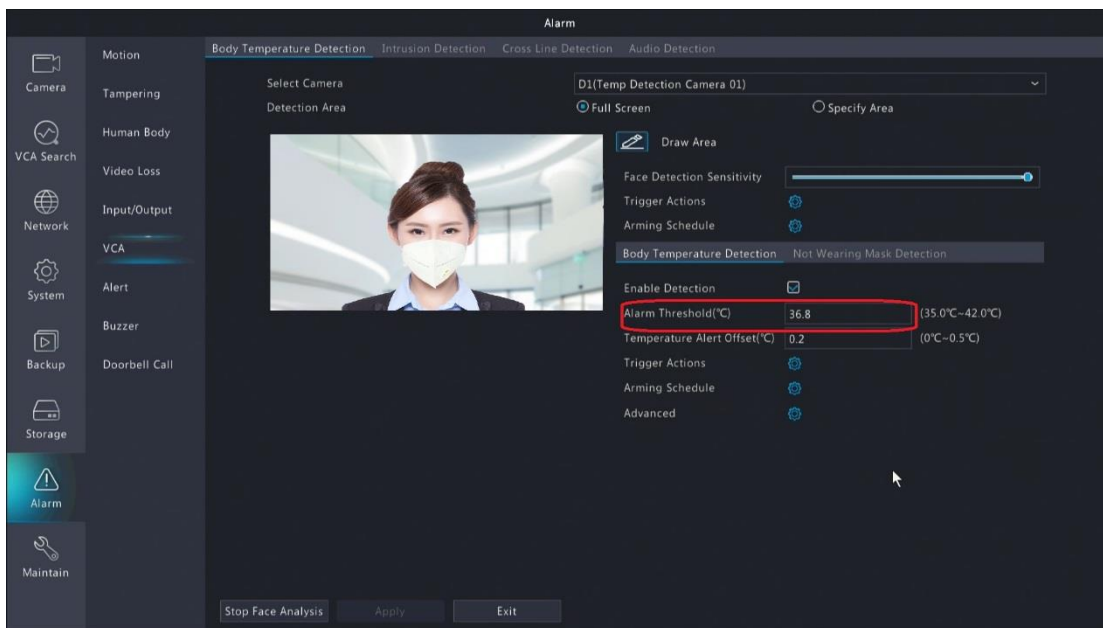 Alarm
Camera
VCA Search
Network
System
Backup
Storage
Alarm
Maintain
Motion
Tampering
Human Body
Video Loss
Input/Output
VCA
Alert
Buzzer
Doorbell Call
Body Temperature Detection Intrusion Detection Cross Line Detection Audio Detection
Select Camera D1(Temp Detection Camera 01)
Detection Area Full Screen Specify Area
Draw Area
Face Detection Sensitivity
Trigger Actions
Arming Schedule
Body Temperature Detection Not Wearing Mask Detection
Enable Detection
Alarm Threshold(℃) 36.8 (35.0℃~42.0℃)
Temperature Alert Offset(℃) 0.2 (0℃~0.5℃)
Trigger Actions
Arming Schedule
Advanced
Stop Face Analysis Apply Exit